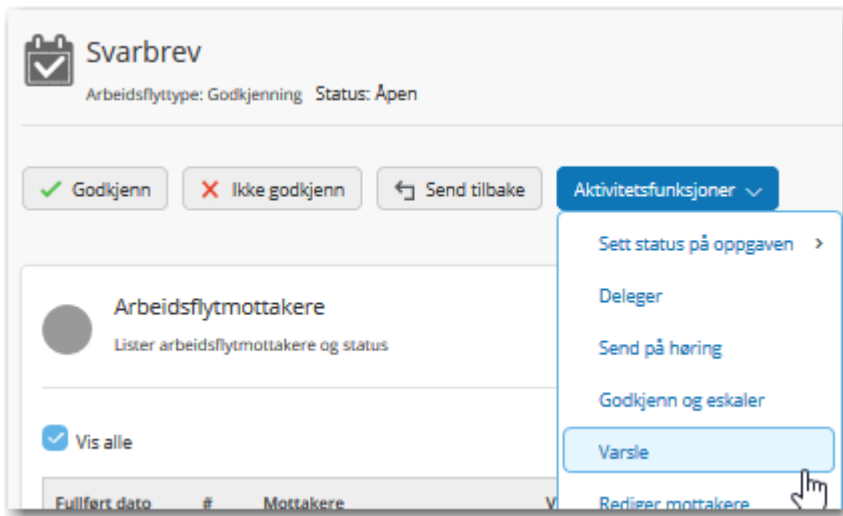 Svarbrev
Arbeidsflyttype: Godkjenning Status: Åpen
Godkjenn Ikke godkjenn Send tilbake Aktivitetsfunksjoner
Sett status på oppgaven
Deleger
Send på høring
Godkjenn og eskaler
Varsle
Rediger mottakere
Arbeidsflytmottakere
Lister arbeidsflytmottakere og status
Vis alle
Fullført dato # Mottakere